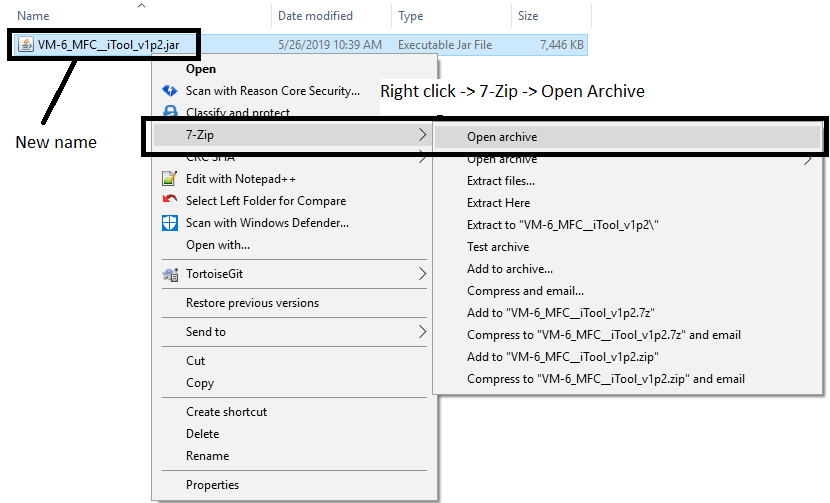 Name Date modified Type Size
VM-6_MFC__iTool_v1p2.jar 5/26/2019 10:39 AM Executable Jar File 7,446 KB
New name
Right click -> 7-Zip -> Open Archive
Open
Scan with Reason Core Security...
Classify and protect
7-Zip
CRC SHA
Edit with Notepad++
Select Left Folder for Compare
Scan with Windows Defender...
Open with...
TortoiseGit
Restore previous versions
Send to
Cut
Copy
Create shortcut
Delete
Rename
Properties
Open archive
Open archive
Extract files...
Extract Here
Extract to "VM-6_MFC__iTool_v1p2\"
Test archive
Add to archive...
Compress and email...
Add to "VM-6_MFC__iTool_v1p2.7z"
Compress to "VM-6_MFC__iTool_v1p2.7z" and email
Add to "VM-6_MFC__iTool_v1p2.zip"
Compress to "VM-6_MFC__iTool_v1p2.zip" and email